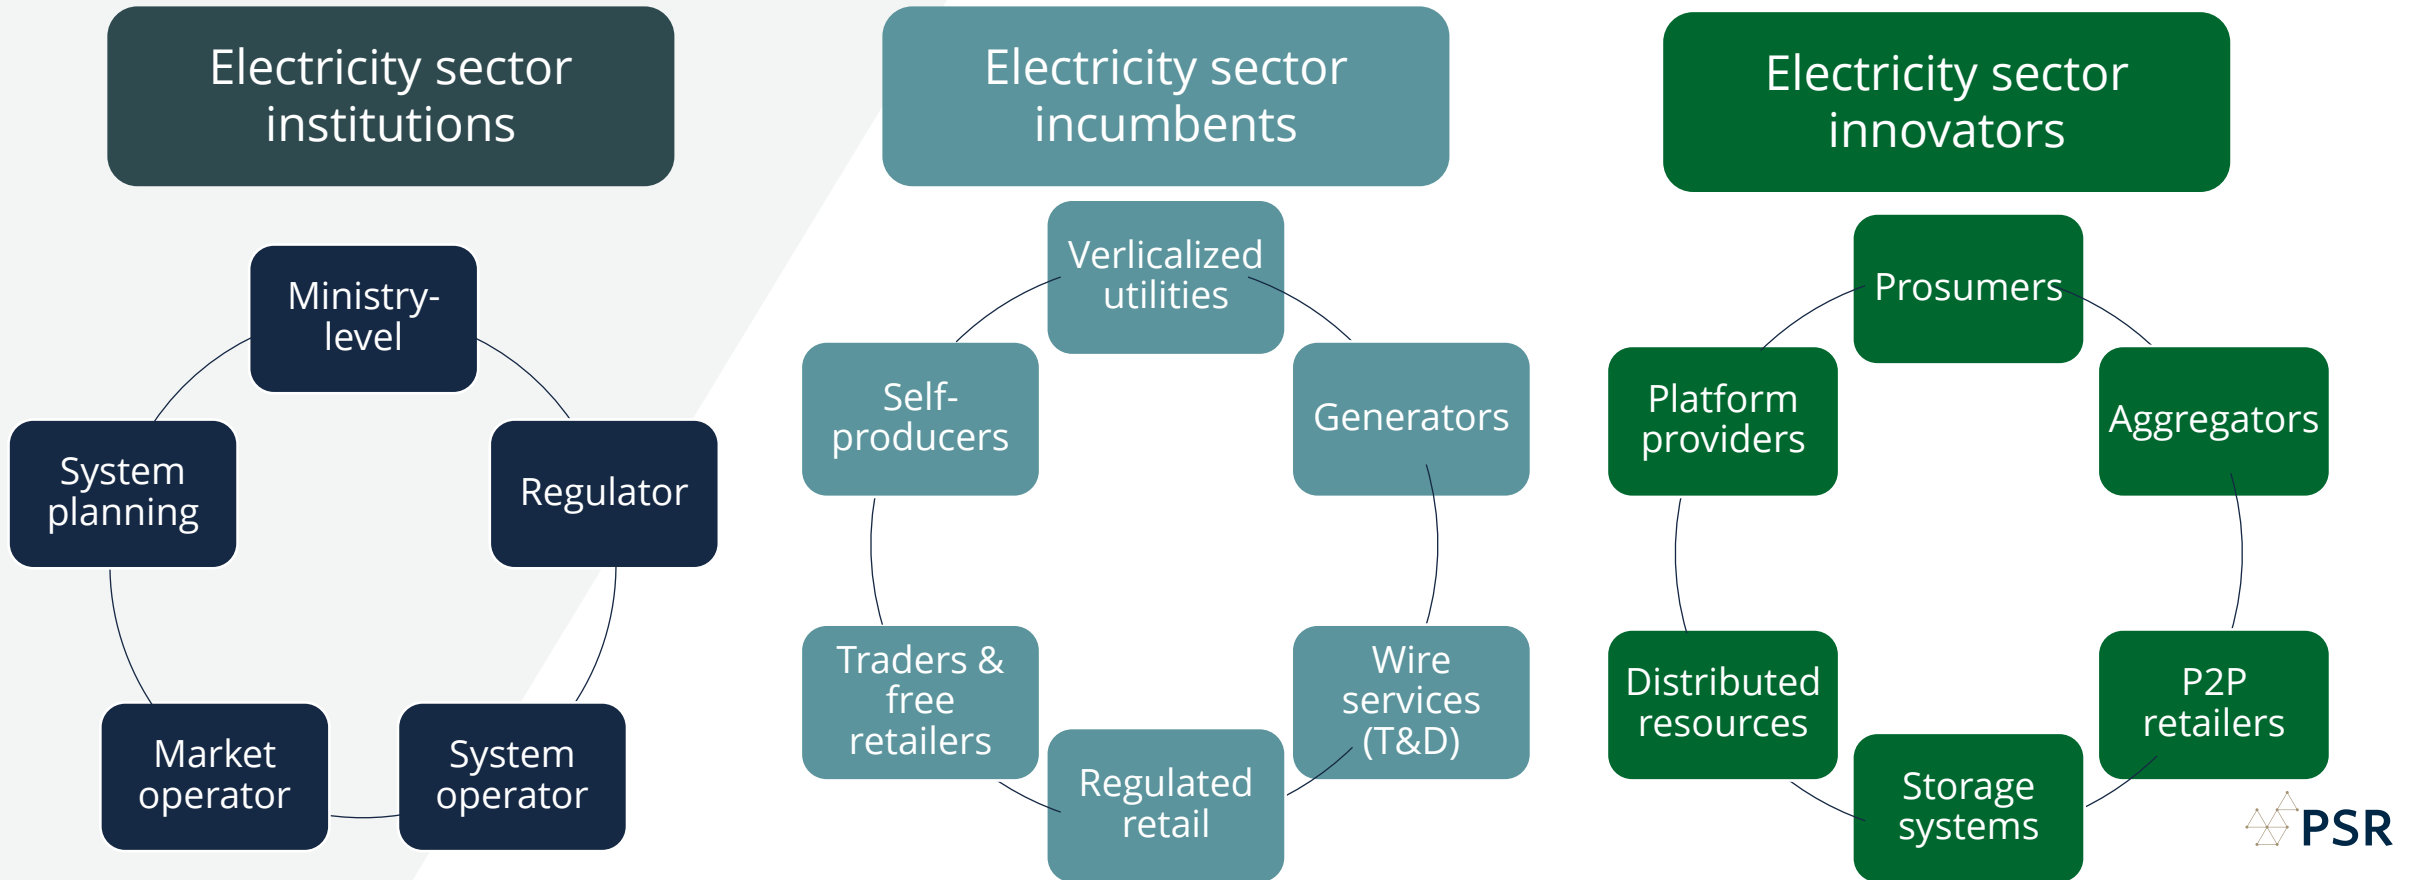 Electricity sector
institutions
Ministry-
level
Regulator
System
operator
Market
operator
System
planning
Electricity sector
incumbents
Verlicalized
utilities
Generators
Wire
services
(T&D)
Regulated
retail
Traders &
free
retailers
Self-
producers
Electricity sector
innovators
Prosumers
Aggregators
P2P
retailers
Storage
systems
Distributed
resources
Platform
providers
PSR